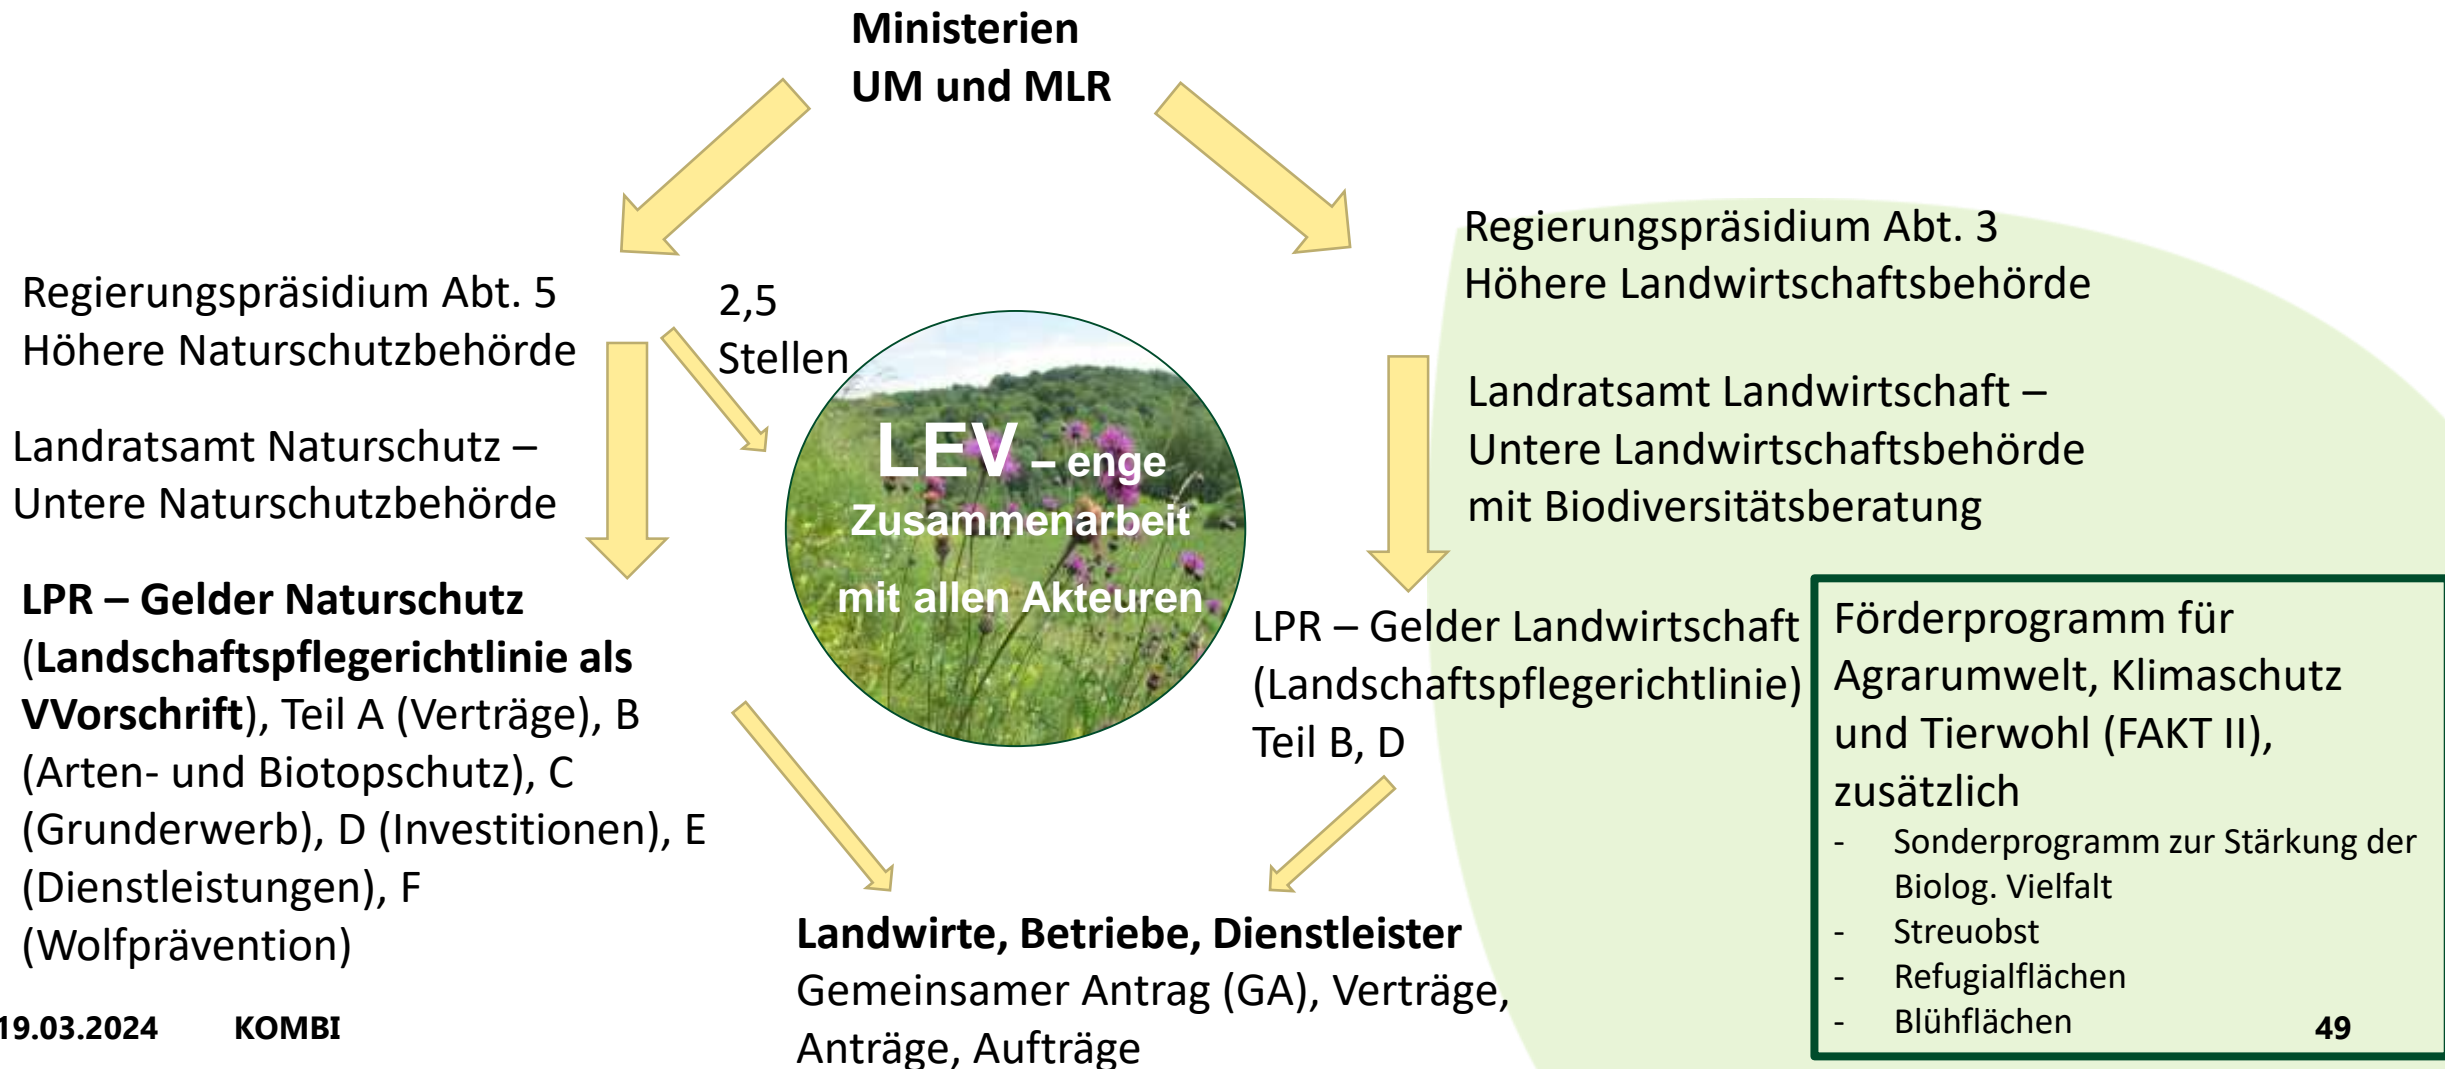 Ministerien
UM und MLR
Regierungspräsidium Abt. 5
Höhere Naturschutzbehörde
2,5
Stellen
Regierungspräsidium Abt. 3
Höhere Landwirtschaftsbehörde
Landratsamt Naturschutz –
Untere Naturschutzbehörde
LEV – enge
Zusammenarbeit
mit allen Akteuren
Landratsamt Landwirtschaft –
Untere Landwirtschaftsbehörde
mit Biodiversitätsberatung
LPR – Gelder Naturschutz
(Landschaftspflegerichtlinie als
VVorschrift), Teil A (Verträge), B
(Arten- und Biotopschutz), C
(Grunderwerb), D (Investitionen), E
(Dienstleistungen), F
(Wolfprävention)
LPR – Gelder Landwirtschaft
(Landschaftspflegerichtlinie)
Teil B, D
Förderprogramm für
Agrarumwelt, Klimaschutz
und Tierwohl (FAKT II),
zusätzlich
- Sonderprogramm zur Stärkung der
Biolog. Vielfalt
- Streuobst
- Refugialflächen
- Blühflächen
Landwirte, Betriebe, Dienstleister
Gemeinsamer Antrag (GA), Verträge,
Anträge, Aufträge
19.03.2024 KOMBI
49